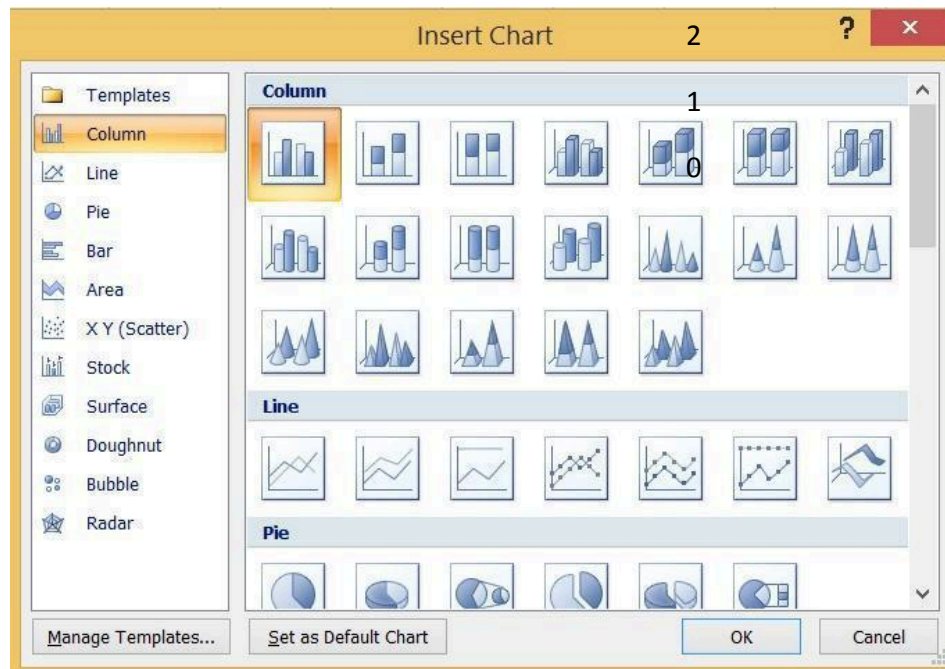 Insert Chart
2
?
×
Templates
Column
Line
Pie
Bar
Area
X Y (Scatter)
Stock
Surface
Doughnut
Bubble
Radar
Column
1
0
Line
Pie
Manage Templates...
Set as Default Chart
OK
Cancel